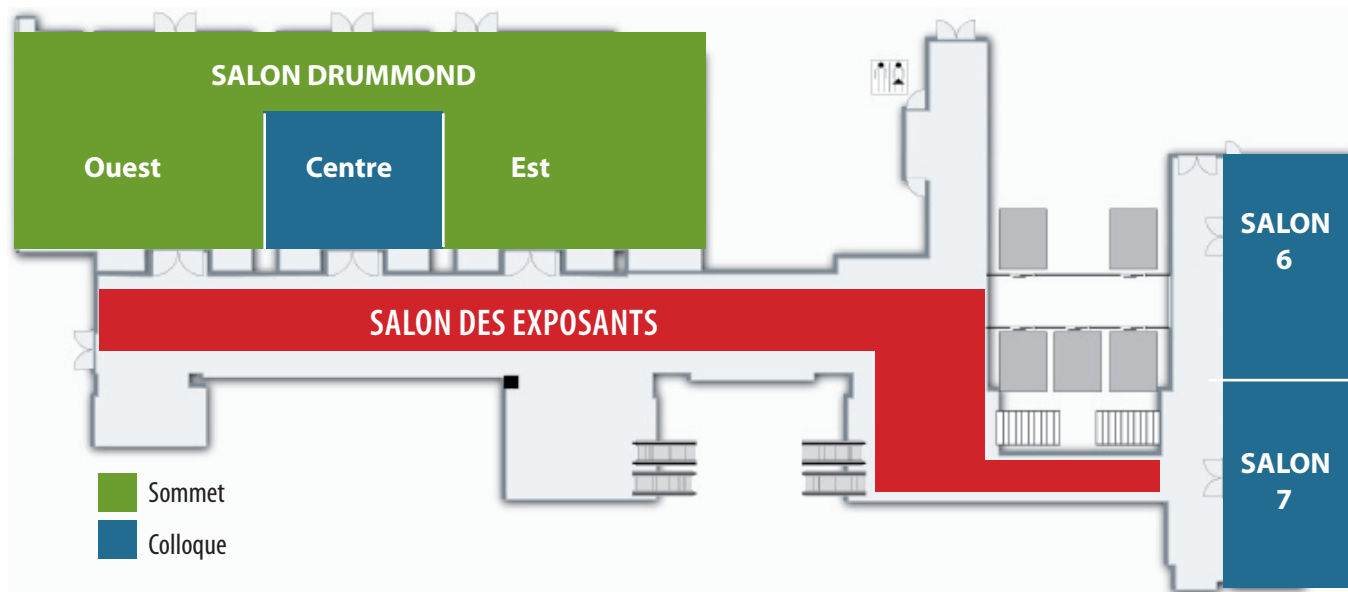 SALON DRUMMOND
Ouest
Centre
Est
SALON
6
SALON DES EXPOSANTS
SALON
7
Sommet
Colloque